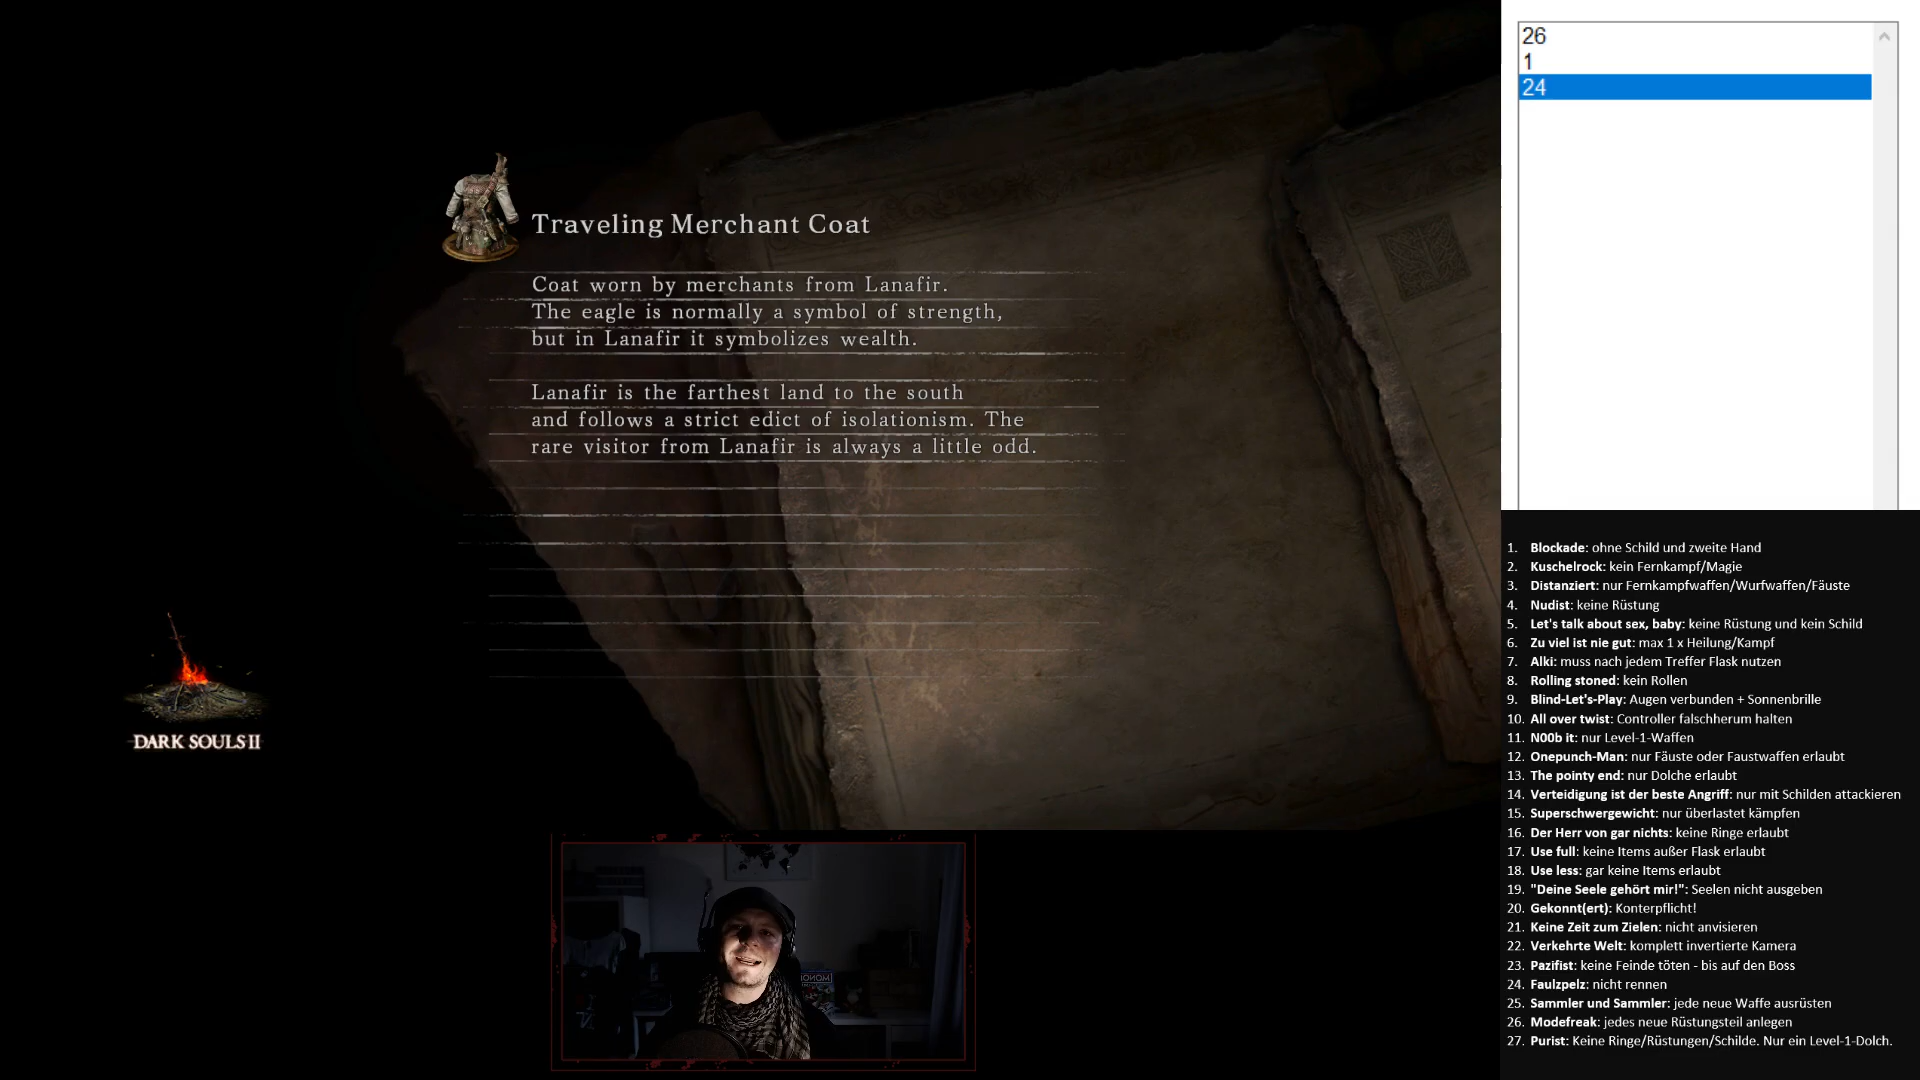 26
1
24
Traveling Merchant Coat
Coat worn by merchants from Lanafir.
The eagle is normally a symbol of strength,
but in Lanafir it symbolizes wealth.
Lanafir is the farthest land to the south
and follows a strict edict of isolationism. The
rare visitor from Lanafir is always a little odd.
DARK SOULS II
1. Blockade: ohne Schild und zweite Hand
2. Kuschelrock: kein Fernkampf/Magie
3. Distanziert: nur Fernkampfwaffen/Wurfwaffen/Fäuste
4. Nudist: keine Rüstung
5. Let's talk about sex, baby: keine Rüstung und kein Schild
6. Zu viel ist nie gut: max 1 x Heilung/Kampf
7. Alki: muss nach jedem Treffer Flask nutzen
8. Rolling stoned: kein Rollen
9. Blind-Let's-Play: Augen verbunden + Sonnenbrille
10. All over twist: Controller falschherum halten
11. N00b it: nur Level-1-Waffen
12. Onepunch-Man: nur Fäuste oder Faustwaffen erlaubt
13. The pointy end: nur Dolche erlaubt
14. Verteidigung ist der beste Angriff: nur mit Schilden attackieren
15. Superschwergewicht: nur überlastet kämpfen
16. Der Herr von gar nichts: keine Ringe erlaubt
17. Use full: keine Items außer Flask erlaubt
18. Use less: gar keine Items erlaubt
19. "Deine Seele gehört mir!": Seelen nicht ausgeben
20. Gekonnt(ert): Konterpflicht!
21. Keine Zeit zum Zielen: nicht anvisieren
22. Verkehrte Welt: komplett invertierte Kamera
23. Pazifist: keine Feinde töten - bis auf den Boss
24. Faulzpelz: nicht rennen
25. Sammler und Sammler: jede neue Waffe ausrüsten
26. Modefreak: jedes neue Rüstungsteil anlegen
27. Purist: Keine Ringe/Rüstungen/Schilde. Nur ein Level-1-Dolch.